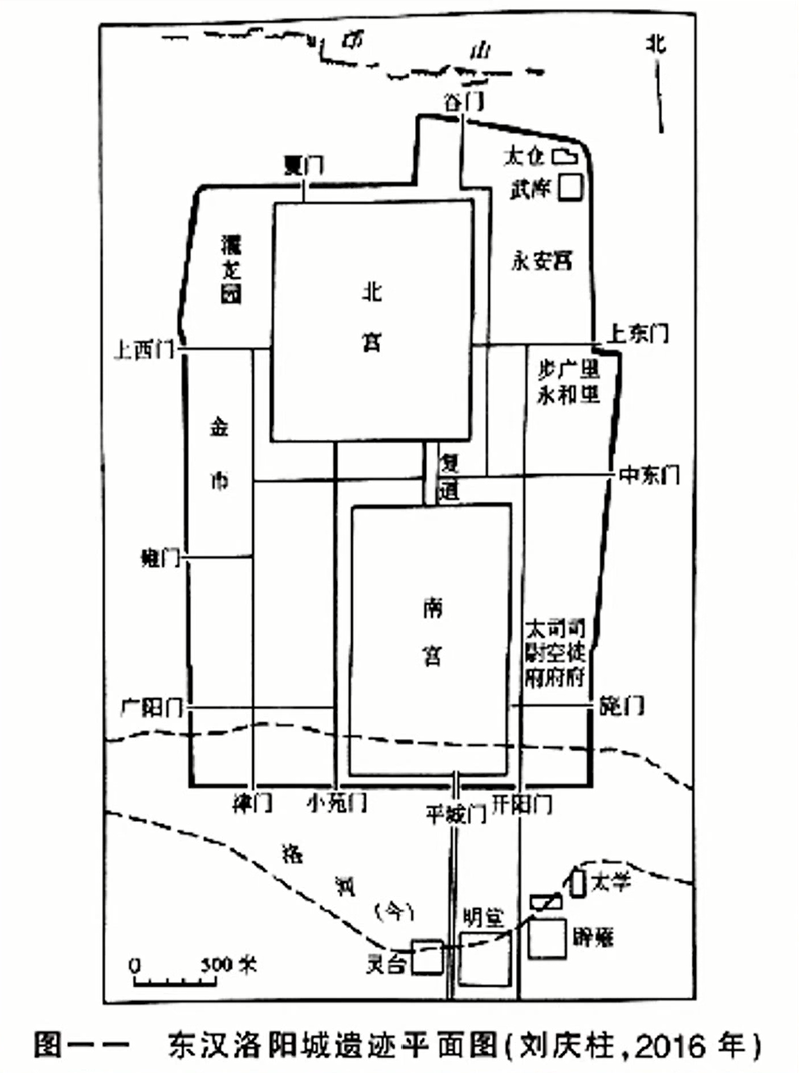 邙山
北
谷门
太仓
夏门
武库
濯龙园
永安宫
北宫
上东门
上西门
步广里
永和里
金市
复道
中东门
雍门
南宫
太尉府
司空府
司徒府
广阳门
旄门
津门
小苑门
平城门
开阳门
洛河
(今)
太学
明堂
辟雍
灵台
0 500 米
图一一 东汉洛阳城遗迹平面图(刘庆柱,2016 年)